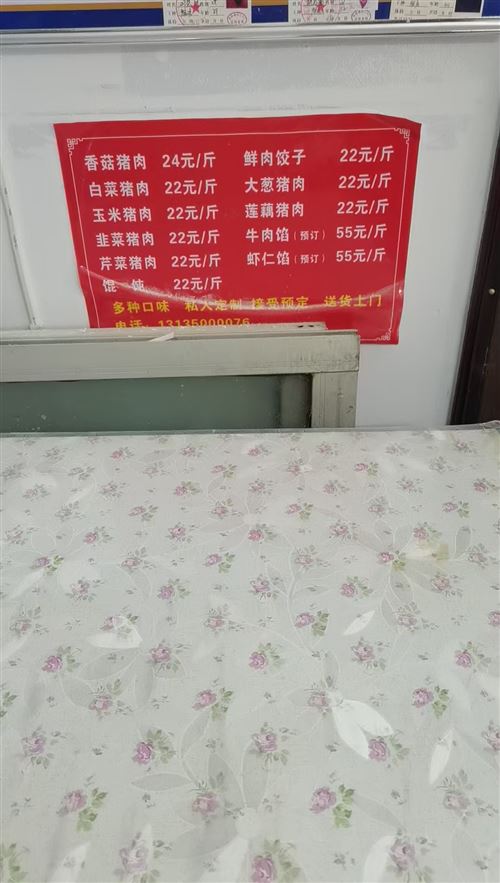 香菇猪肉 24元/斤 鲜肉饺子 22元/斤
白菜猪肉 22元/斤 大葱猪肉 22元/斤
玉米猪肉 22元/斤 莲藕猪肉 22元/斤
韭菜猪肉 22元/斤 牛肉馅(预订) 55元/斤
芹菜猪肉 22元/斤 虾仁馅(预订) 55元/斤
馄饨 22元/斤
多种口味 私人定制 接受预定 送货上门
电话: 13135000076